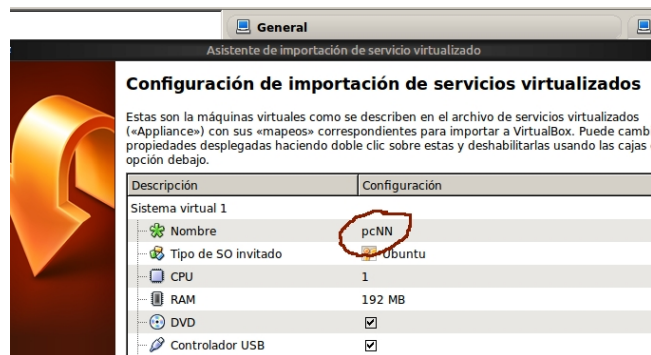 General
Asistente de importación de servicio virtualizado
Configuración de importación de servicios virtualizados
Estas son la máquinas virtuales como se describen en el archivo de servicios virtualizados
(«Appliance») con sus «mapeos» correspondientes para importar a VirtualBox. Puede camb
propiedades desplegadas haciendo doble clic sobre estas y deshabilitarlas usando las cajas
opción debajo.
Descripción Configuración
Sistema virtual 1
Nombre pcNN
Tipo de SO invitado Ubuntu
CPU 1
RAM 192 MB
DVD
Controlador USB